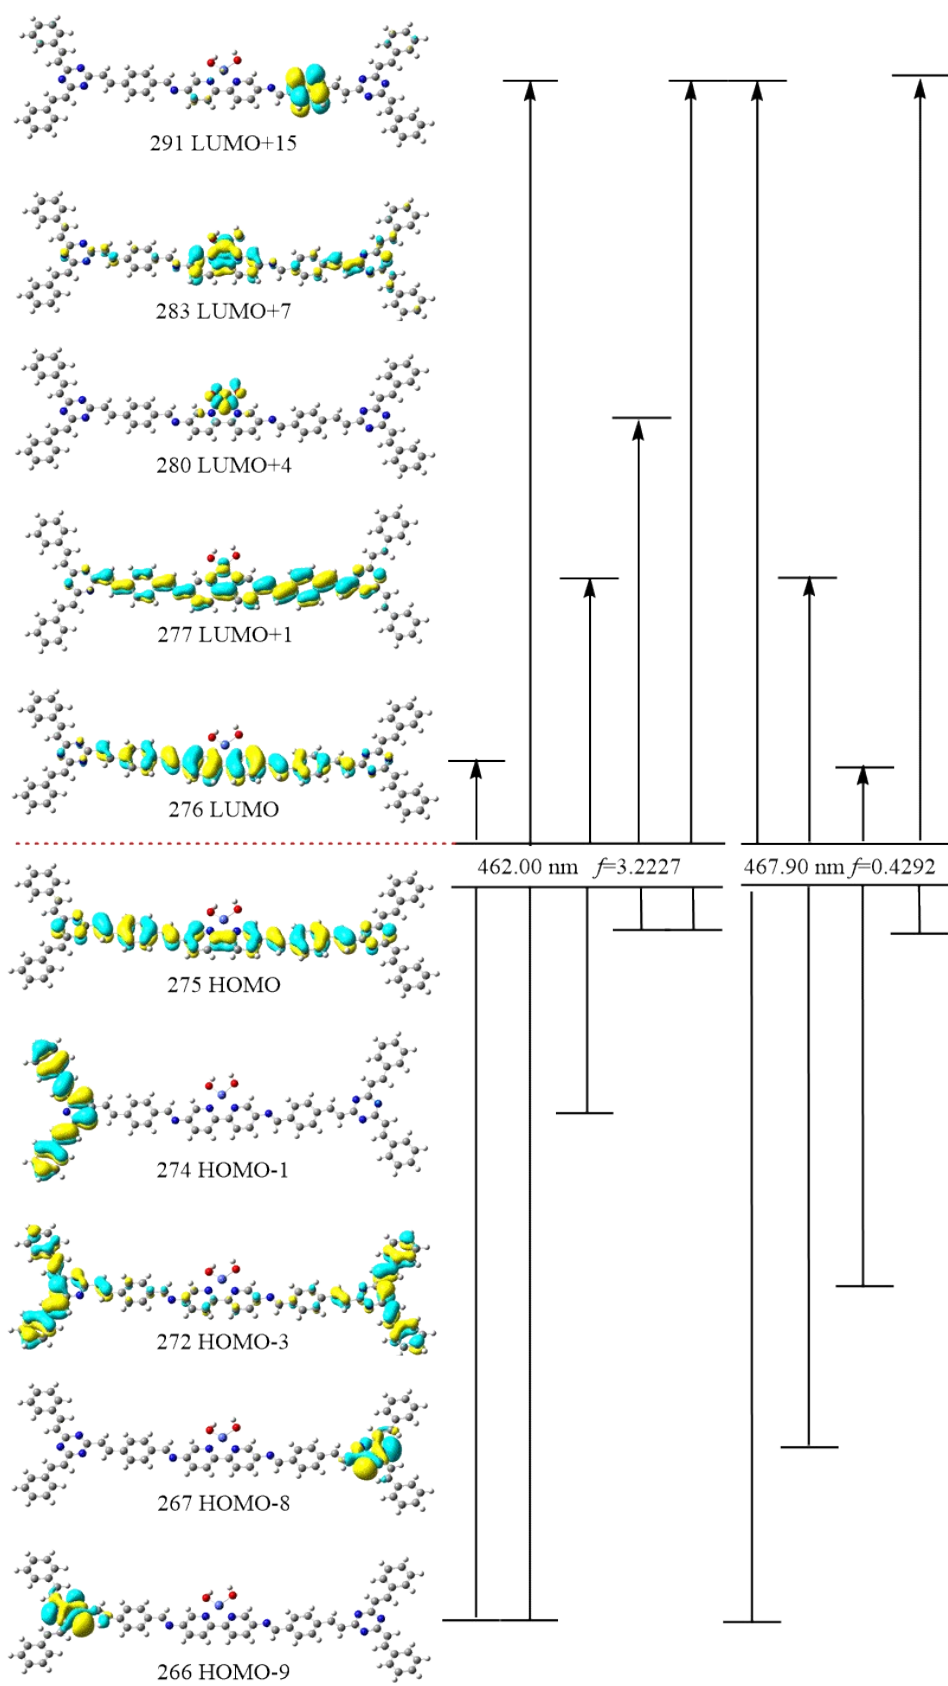 291 LUMO+15
283 LUMO+7
280 LUMO+4
277 LUMO+1
276 LUMO
462.00 nm f=3.2227
467.90 nm f=0.4292
275 HOMO
274 HOMO-1
272 HOMO-3
267 HOMO-8
266 HOMO-9